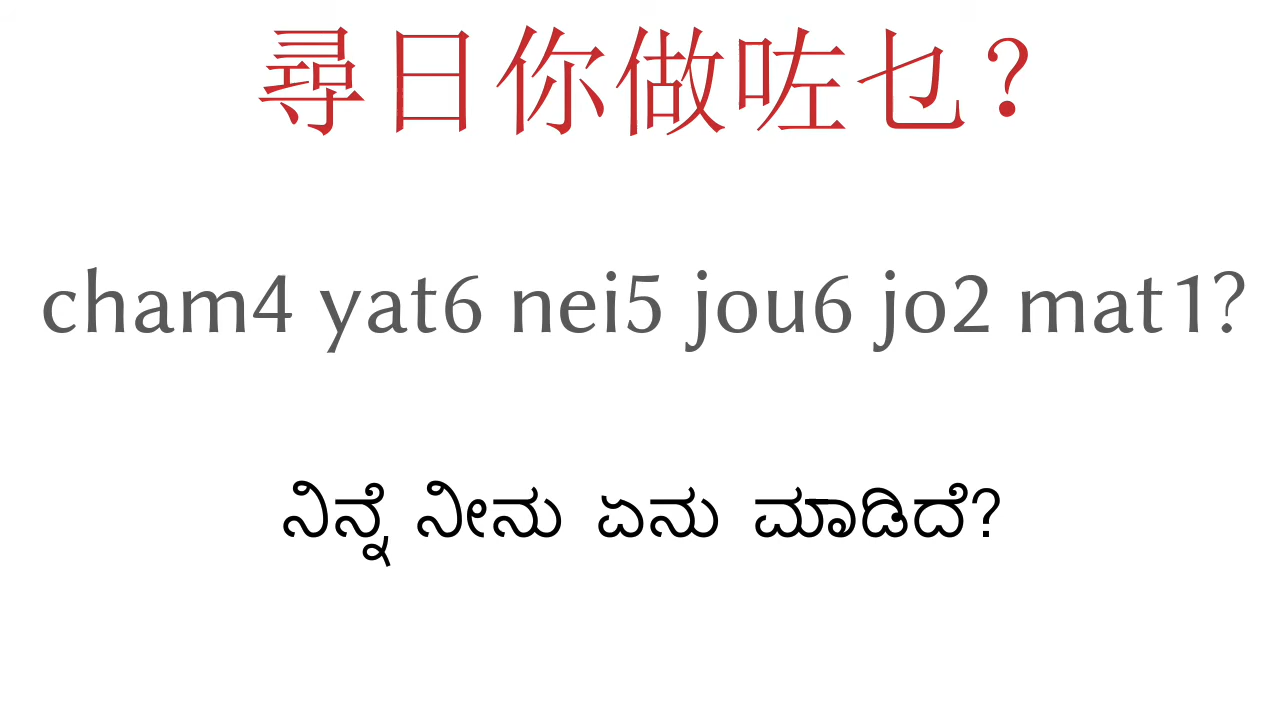 尋日你做咗乜？
cham4 yat6 nei5 jou6 jo2 mat1?
ನಿನ್ನೆ ನೀನು ಏನು ಮಾಡಿದೆ?